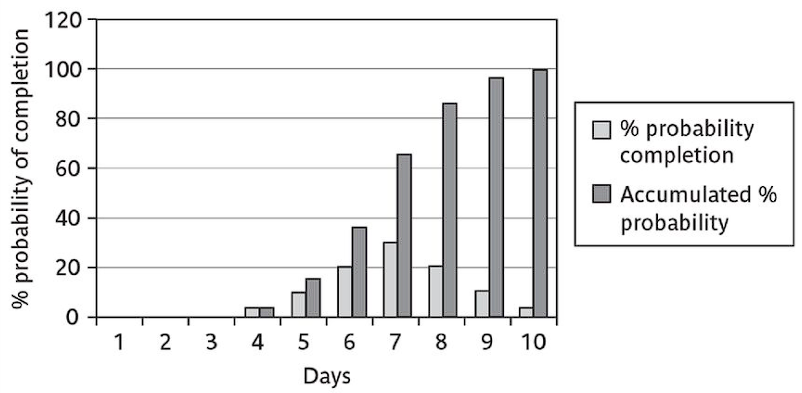 % probability of completion
120
100
80
60
40
20
0
1 2 3 4 5 6 7 8 9 10
Days
% probability
completion
Accumulated %
probability